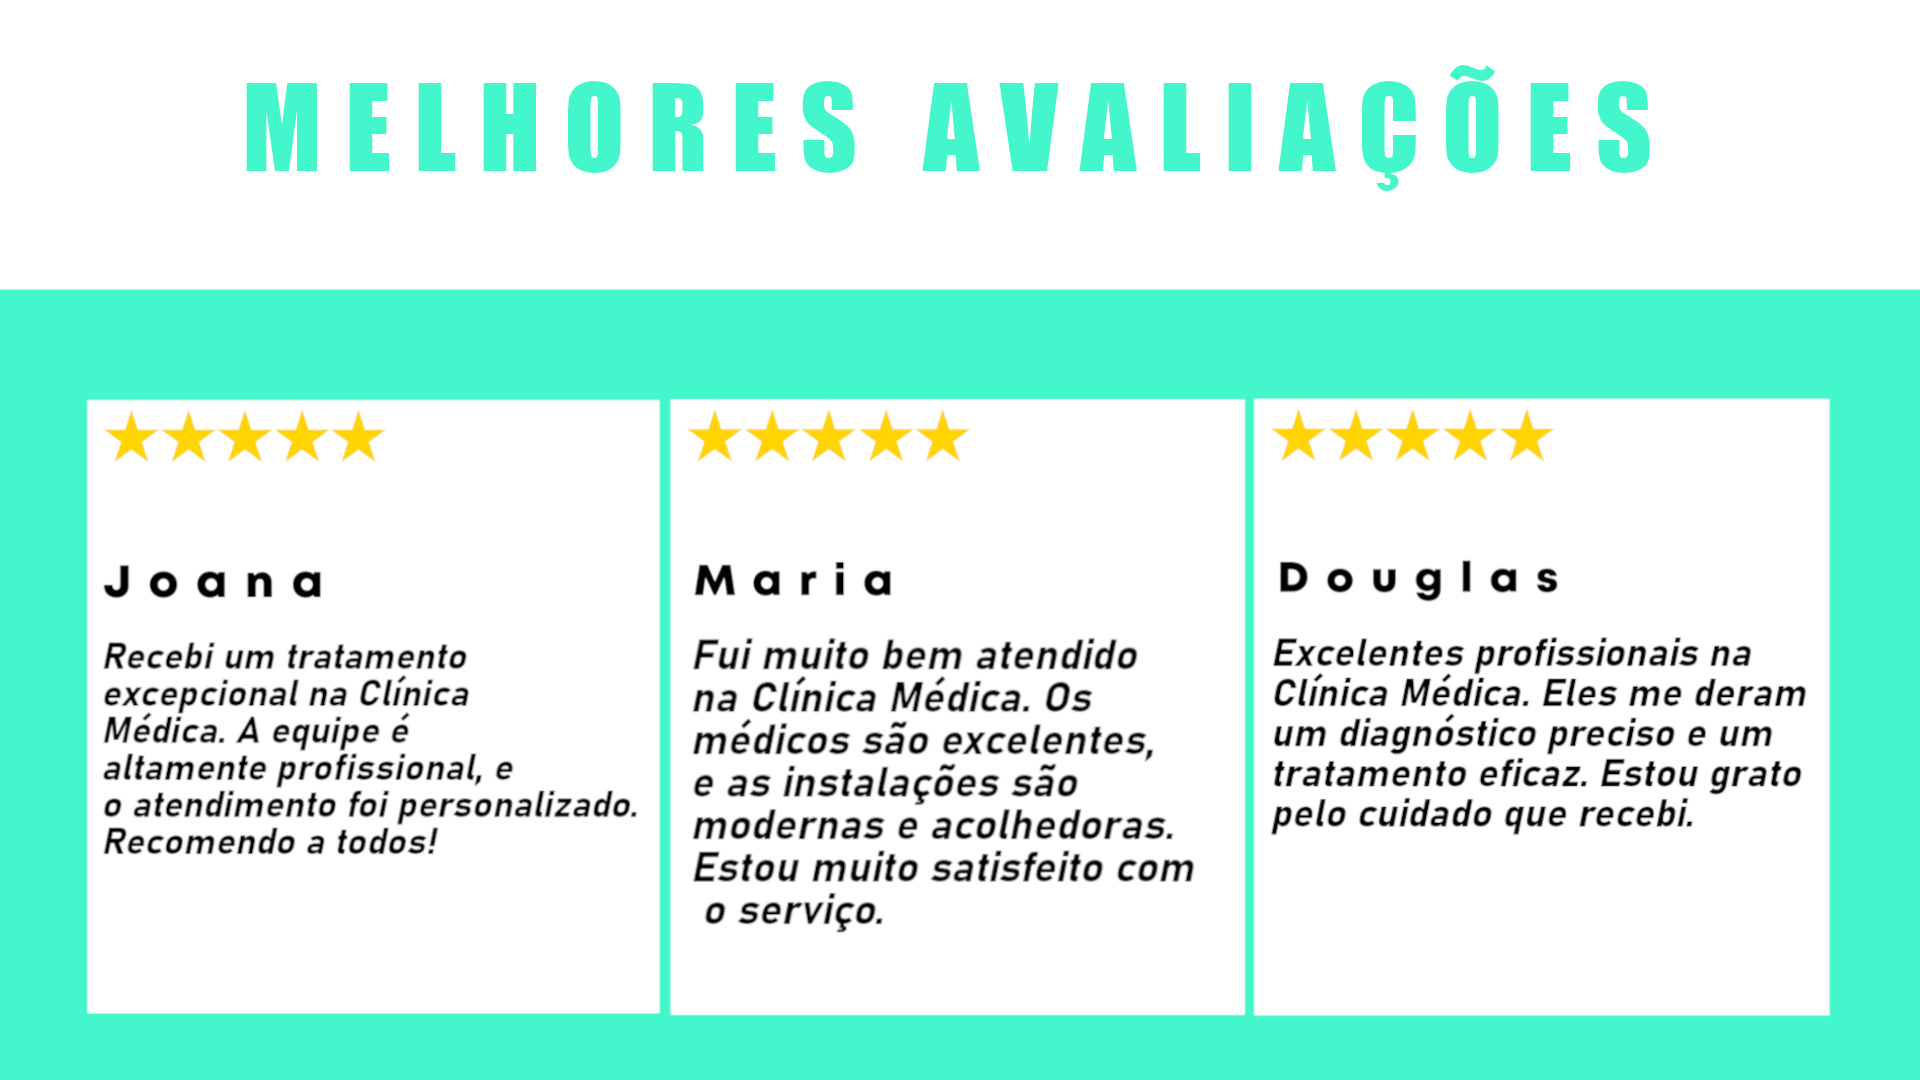 MELHORES AVALIAÇÕES
Joana
Recebi um tratamento
excepcional na Clínica
Médica. A equipe é
altamente profissional, e
o atendimento foi personalizado.
Recomendo a todos!
Maria
Fui muito bem atendido
na Clínica Médica. Os
médicos são excelentes,
e as instalações são
modernas e acolhedoras.
Estou muito satisfeito com
o serviço.
Douglas
Excelentes profissionais na
Clínica Médica. Eles me deram
um diagnóstico preciso e um
tratamento eficaz. Estou grato
pelo cuidado que recebi.